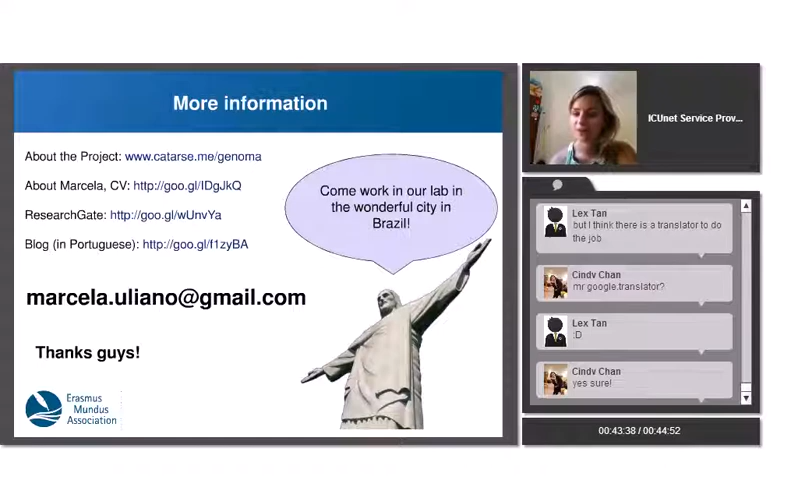 More information
About the Project: www.catarse.me/genoma
About Marcela, CV: http://goo.gl/IDgJkQ
ResearchGate: http://goo.gl/wUnvYa
Blog (in Portuguese): http://goo.gl/f1zyBA
Come work in our lab in
the wonderful city in
Brazil!
marcela.uliano@gmail.com
Thanks guys!
Erasmus
Mundus
Association
ICUnet Service Prov...
Lex Tan
but I think there is a translator to do
the job
Cindy Chan
mr google.translator?
Lex Tan
:D
Cindy Chan
yes sure!
00:43:38 / 00:44:52